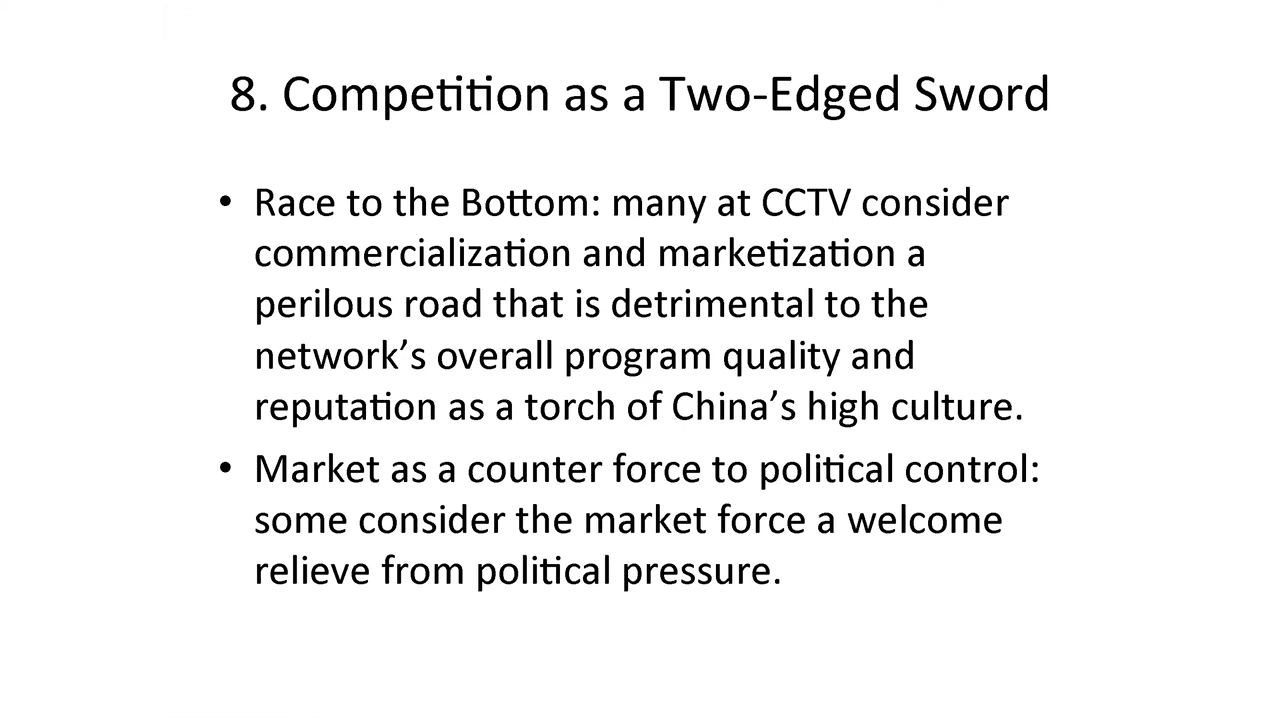 8. Competition as a Two-Edged Sword
• Race to the Bottom: many at CCTV consider
commercialization and marketization a
perilous road that is detrimental to the
network’s overall program quality and
reputation as a torch of China’s high culture.
• Market as a counter force to political control:
some consider the market force a welcome
relieve from political pressure.